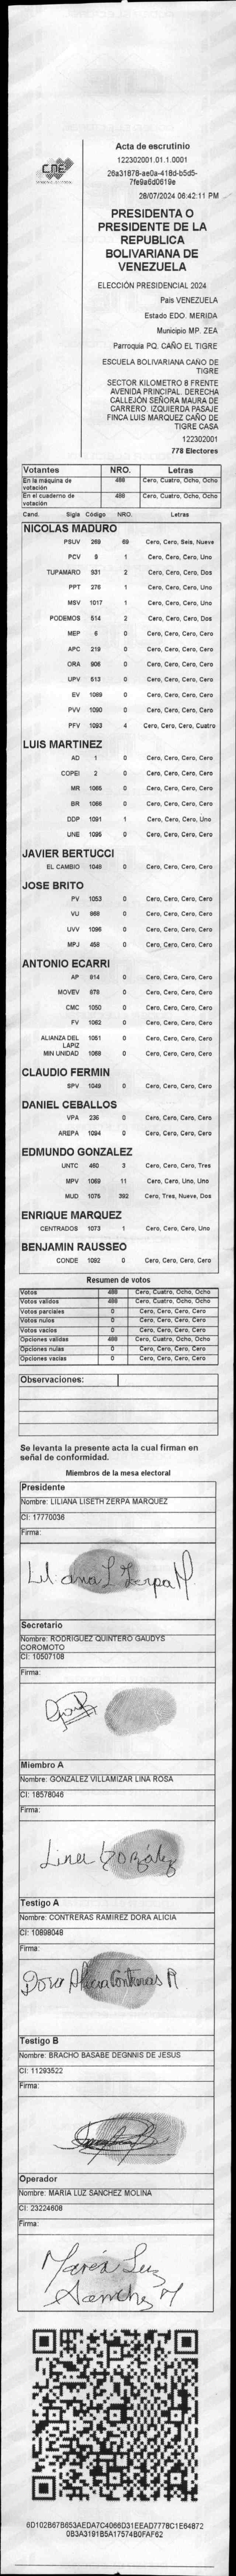 CNE
Acta de escrutinio
122302001.01.1.0001
26a31878-ae0a-418d-b5d5-
7fe9a6d0619e
28/07/2024 06:42:11 PM
PRESIDENTA O
PRESIDENTE DE LA
REPUBLICA
BOLIVARIANA DE
VENEZUELA
ELECCIÓN PRESIDENCIAL 2024
País VENEZUELA
Estado EDO. MERIDA
Municipio MP. ZEA
Parroquia PQ. CAÑO EL TIGRE
ESCUELA BOLIVARIANA CAÑO DE
TIGRE
SECTOR KILOMETRO 8 FRENTE
AVENIDA PRINCIPAL. DERECHA
CALLEJÓN SEÑORA MAURA DE
CARRERO. IZQUIERDA PASAJE
FINCA LUIS MARQUEZ CAÑO DE
TIGRE CASA
122302001
778 Electores
Votantes NRO. Letras
En la máquina de votación 488 Cero, Cuatro, Ocho, Ocho
En el cuaderno de votación 488 Cero, Cuatro, Ocho, Ocho
Cand. Sigla Código NRO. Letras
NICOLAS MADURO
PSUV 269 69 Cero, Cero, Seis, Nueve
PCV 9 1 Cero, Cero, Cero, Uno
TUPAMARO 931 2 Cero, Cero, Cero, Dos
PPT 276 1 Cero, Cero, Cero, Uno
MSV 1017 1 Cero, Cero, Cero, Uno
PODEMOS 514 2 Cero, Cero, Cero, Dos
MEP 6 0 Cero, Cero, Cero, Cero
APC 219 0 Cero, Cero, Cero, Cero
ORA 906 0 Cero, Cero, Cero, Cero
UPV 613 0 Cero, Cero, Cero, Cero
EV 1089 0 Cero, Cero, Cero, Cero
PVV 1090 0 Cero, Cero, Cero, Cero
PFV 1093 4 Cero, Cero, Cero, Cuatro
LUIS MARTINEZ
AD 1 0 Cero, Cero, Cero, Cero
COPEI 2 0 Cero, Cero, Cero, Cero
MR 1065 0 Cero, Cero, Cero, Cero
BR 1066 0 Cero, Cero, Cero, Cero
DDP 1091 1 Cero, Cero, Cero, Uno
UNE 1095 0 Cero, Cero, Cero, Cero
JAVIER BERTUCCI
EL CAMBIO 1048 0 Cero, Cero, Cero, Cero
JOSE BRITO
PV 1053 0 Cero, Cero, Cero, Cero
VU 868 0 Cero, Cero, Cero, Cero
UVV 1096 0 Cero, Cero, Cero, Cero
MPJ 458 0 Cero, Cero, Cero, Cero
ANTONIO ECARRI
AP 914 0 Cero, Cero, Cero, Cero
MOVEV 878 0 Cero, Cero, Cero, Cero
CMC 1050 0 Cero, Cero, Cero, Cero
FV 1062 0 Cero, Cero, Cero, Cero
ALIANZA DEL LAPIZ 1051 0 Cero, Cero, Cero, Cero
MIN UNIDAD 1068 0 Cero, Cero, Cero, Cero
CLAUDIO FERMIN
SPV 1049 0 Cero, Cero, Cero, Cero
DANIEL CEBALLOS
VPA 236 0 Cero, Cero, Cero, Cero
AREPA 1094 0 Cero, Cero, Cero, Cero
EDMUNDO GONZALEZ
UNTC 460 3 Cero, Cero, Cero, Tres
MPV 1069 11 Cero, Cero, Uno, Uno
MUD 1075 392 Cero, Tres, Nueve, Dos
ENRIQUE MARQUEZ
CENTRADOS 1073 1 Cero, Cero, Cero, Uno
BENJAMIN RAUSSEO
CONDE 1092 0 Cero, Cero, Cero, Cero
Resumen de votos
Votos 488 Cero, Cuatro, Ocho, Ocho
Votos validos 488 Cero, Cuatro, Ocho, Ocho
Votos parciales 0 Cero, Cero, Cero, Cero
Votos nulos 0 Cero, Cero, Cero, Cero
Votos vacíos 0 Cero, Cero, Cero, Cero
Opciones validas 488 Cero, Cuatro, Ocho, Ocho
Opciones nulas 0 Cero, Cero, Cero, Cero
Opciones vacías 0 Cero, Cero, Cero, Cero
Observaciones:
Se levanta la presente acta la cual firman en
señal de conformidad.
Miembros de la mesa electoral
Presidente
Nombre: LILIANA LISETH ZERPA MARQUEZ
CI: 17770036
Firma:
Liliana L Zerpa M
Secretario
Nombre: RODRIGUEZ QUINTERO GAUDYS
COROMOTO
CI: 10507108
Firma:
Miembro A
Nombre: GONZALEZ VILLAMIZAR LINA ROSA
CI: 18578046
Firma:
Lina González
Testigo A
Nombre: CONTRERAS RAMIREZ DORA ALICIA
CI: 10898048
Firma:
Dora Alicia Contreras R
Testigo B
Nombre: BRACHO BASABE DEGNNIS DE JESUS
CI: 11293522
Firma:
Operador
Nombre: MARIA LUZ SANCHEZ MOLINA
CI: 23224608
Firma:
María Luz
Sanchez M
6D102B67B653AEDA7C4066D31EEAD7778C1E64872
0B3A3191B5A17574B0FAF62